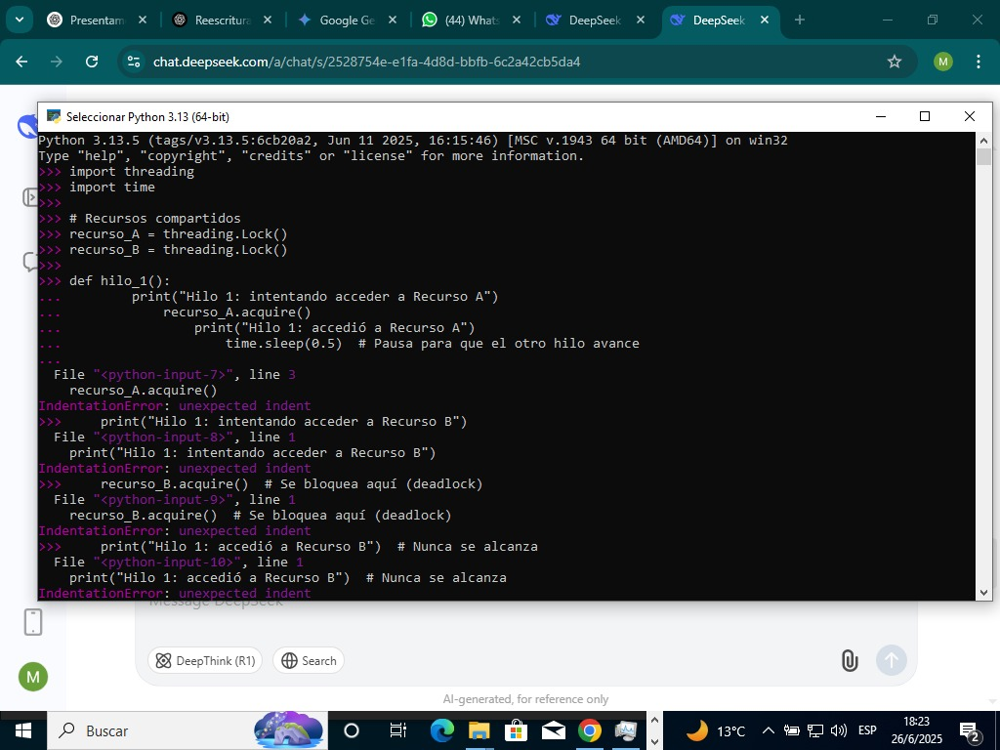 Presentam
Reescritura
Google Ge
(44) Whats
DeepSeek
DeepSeek
chat.deepseek.com/a/chat/s/2528754e-e1fa-4d8d-bbfb-6c2a42cb5da4
M
Seleccionar Python 3.13 (64-bit)
Python 3.13.5 (tags/v3.13.5:6cb20a2, Jun 11 2025, 16:15:46) [MSC v.1943 64 bit (AMD64)] on win32
Type "help", "copyright", "credits" or "license" for more information.
>>> import threading
>>> import time
>>>
>>> # Recursos compartidos
>>> recurso_A = threading.Lock()
>>> recurso_B = threading.Lock()
>>>
>>> def hilo_1():
...         print("Hilo 1: intentando acceder a Recurso A")
...             recurso_A.acquire()
...                 print("Hilo 1: accedió a Recurso A")
...                     time.sleep(0.5)  # Pausa para que el otro hilo avance
...
  File "<python-input-7>", line 3
    recurso_A.acquire()
IndentationError: unexpected indent
>>>     print("Hilo 1: intentando acceder a Recurso B")
  File "<python-input-8>", line 1
    print("Hilo 1: intentando acceder a Recurso B")
IndentationError: unexpected indent
>>>     recurso_B.acquire()  # Se bloquea aquí (deadlock)
  File "<python-input-9>", line 1
    recurso_B.acquire()  # Se bloquea aquí (deadlock)
IndentationError: unexpected indent
>>>     print("Hilo 1: accedió a Recurso B")  # Nunca se alcanza
  File "<python-input-10>", line 1
    print("Hilo 1: accedió a Recurso B")  # Nunca se alcanza
IndentationError: unexpected indent
Message DeepSeek
DeepThink (R1)
Search
M
AI-generated, for reference only
Buscar
13°C
ESP
18:23
26/6/2025
2